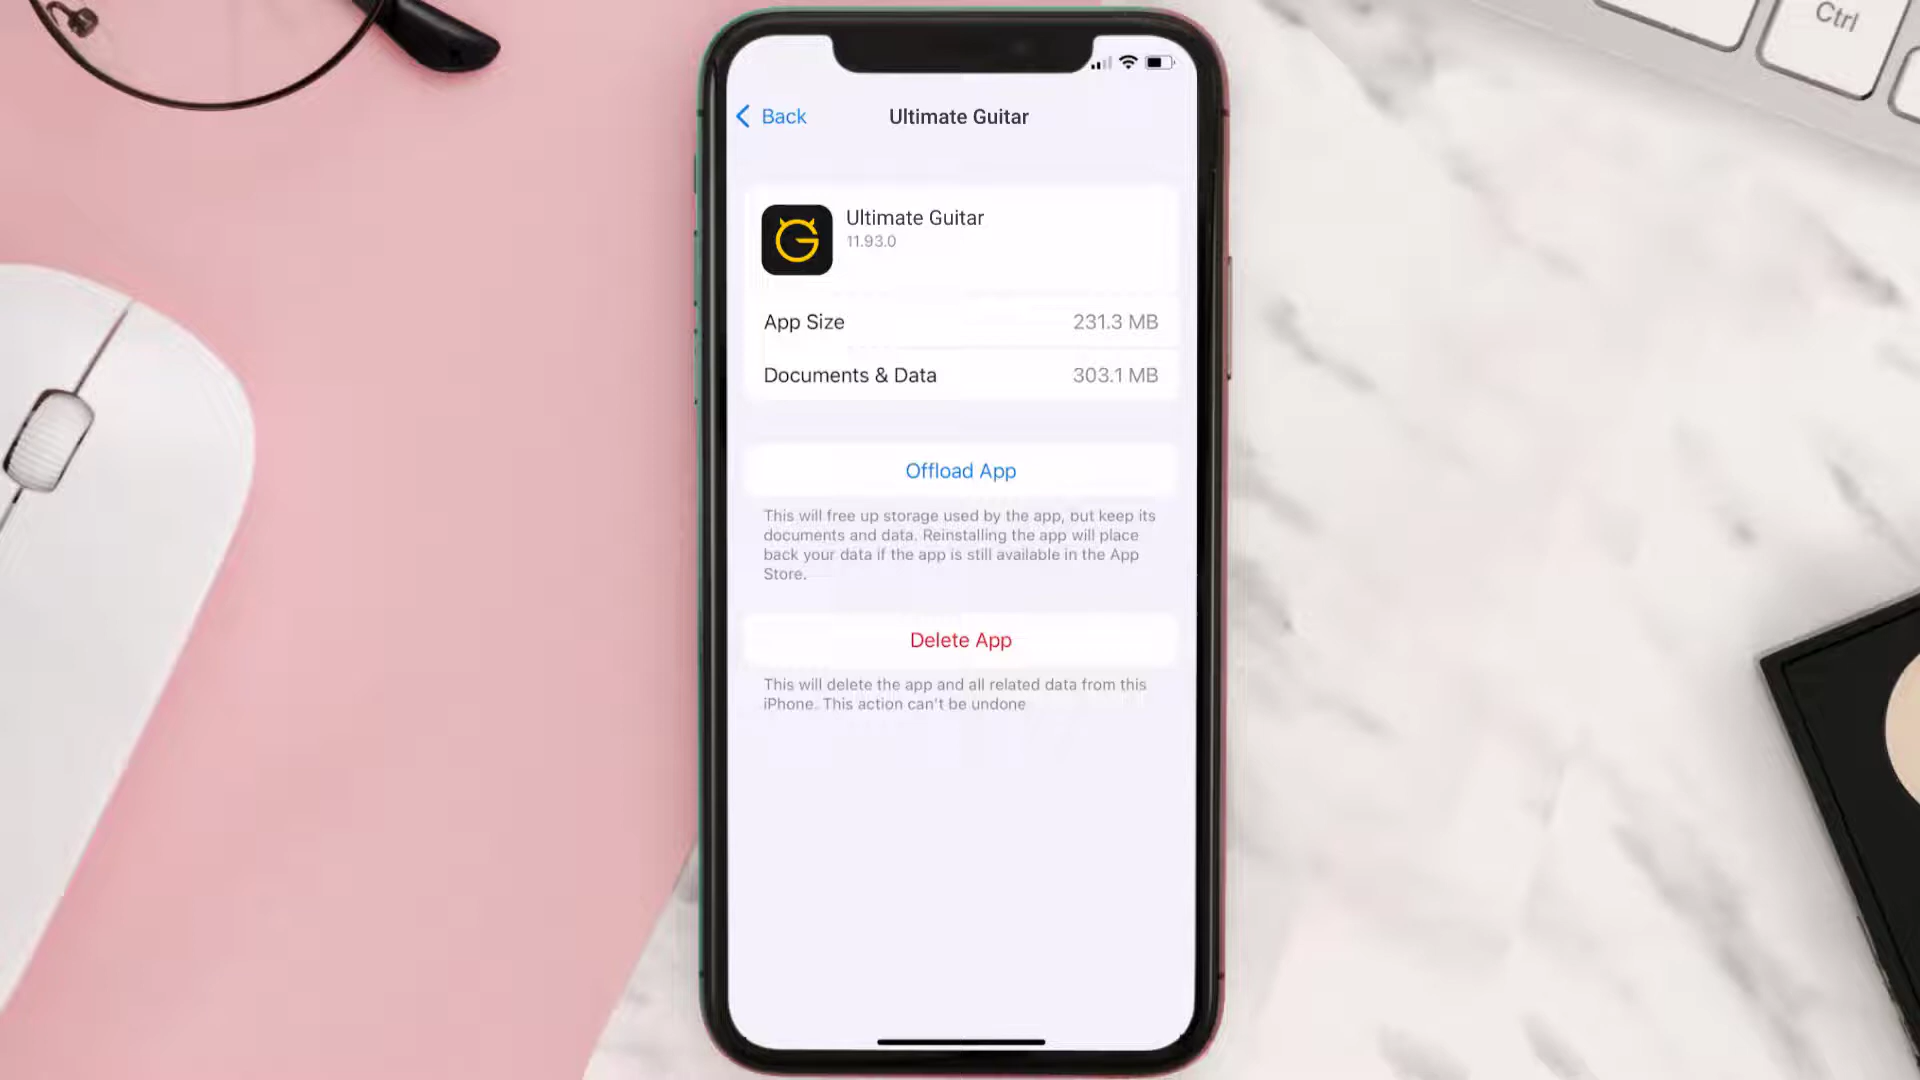 Ctrl
Back
Ultimate Guitar
Ultimate Guitar
11.93.0
App Size 231.3 MB
Documents & Data 303.1 MB
Offload App
This will free up storage used by the app, but keep its
documents and data. Reinstalling the app will place
back your data if the app is still available in the App
Store.
Delete App
This will delete the app and all related data from this
iPhone. This action can't be undone